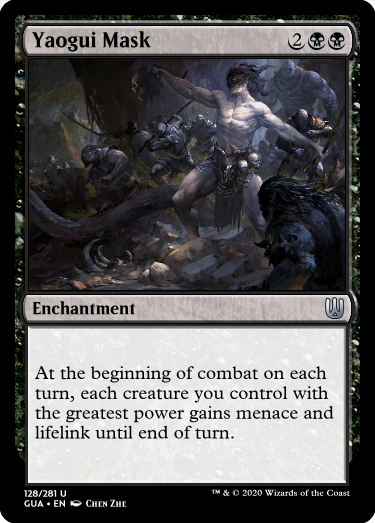 Yaogui Mask 2
Enchantment
At the beginning of combat on each
turn, each creature you control with
the greatest power gains menace and
lifelink until end of turn.
128/281 U
GUA • EN Chen Zhe
™ & © 2020 Wizards of the Coast